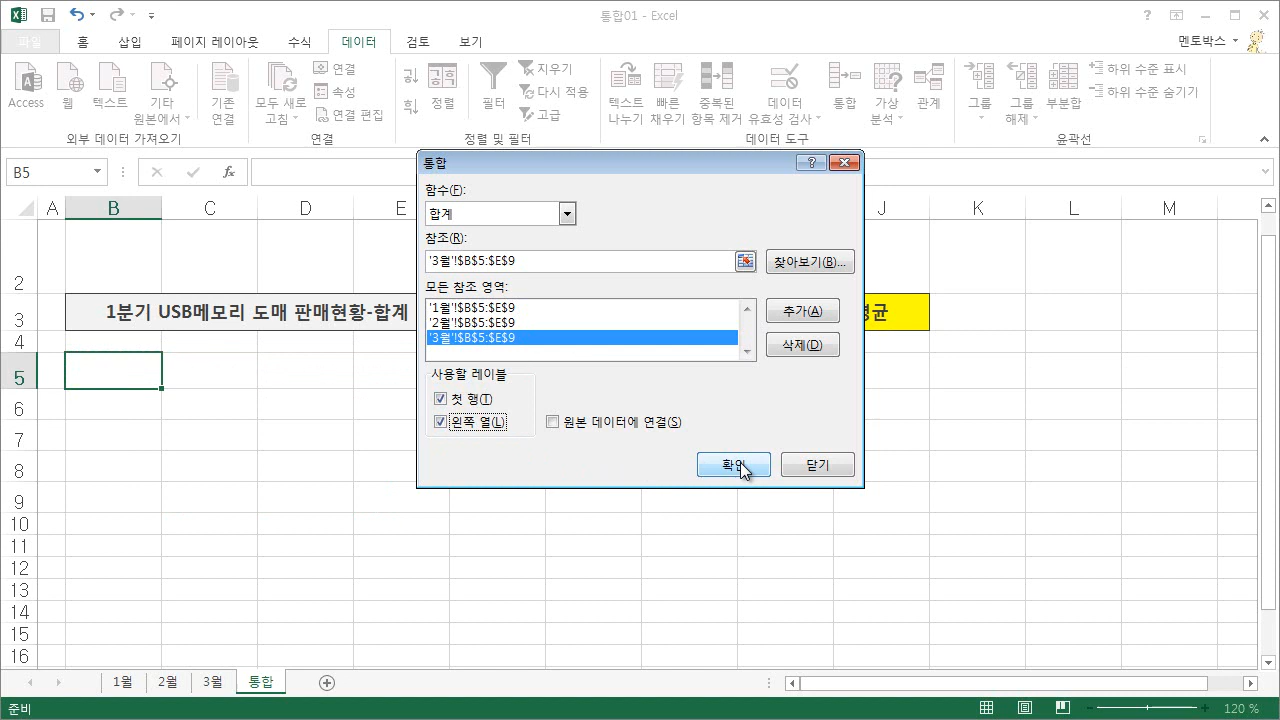 통합01 - Excel
파일 홈 삽입 페이지 레이아웃 수식 데이터 검토 보기 멘토박스
Access 웹 텍스트 기타 원본에서 기존 연결 모두 새로 고침 연결 속성 연결 편집 정렬 필터 지우기 다시 적용 고급 텍스트 나누기 빠른 채우기 중복된 항목 제거 데이터 유효성 검사 통합 가상 분석 관계 그룹 그룹 해제 부분합 하위 수준 표시 하위 수준 숨기기
외부 데이터 가져오기 연결 정렬 및 필터 데이터 도구 윤곽선
B5 fx
A B C D E J K L M
2
3 1분기 USB메모리 도매 판매현황-합계 평균
4
5
6
7
8
9
10
11
12
13
14
15
16
통합
함수(F):
합계
참조(R):
'3월'!$B$5:$E$9 찾아보기(B)...
모든 참조 영역:
'1월'!$B$5:$E$9
'2월'!$B$5:$E$9
'3월'!$B$5:$E$9
추가(A)
삭제(D)
사용할 레이블
첫 행(T)
왼쪽 열(L) 원본 데이터에 연결(S)
확인 닫기
1월 2월 3월 통합
준비 120 %